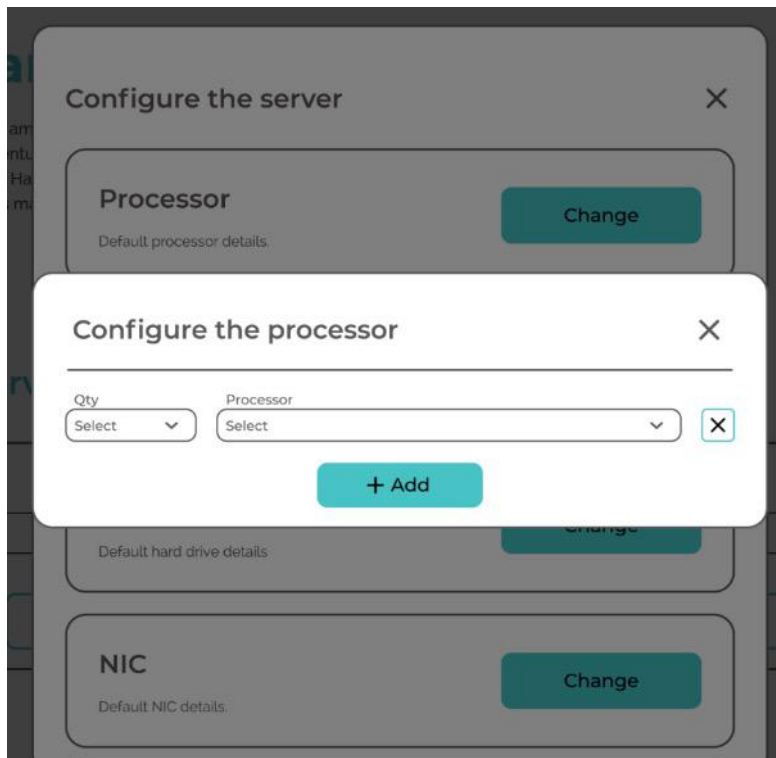 Configure the server
Processor
Change
Default processor details.
Configure the processor
Qty
Processor
Select
Select
+ Add
Change
Default hard drive details
NIC
Change
Default NIC details.